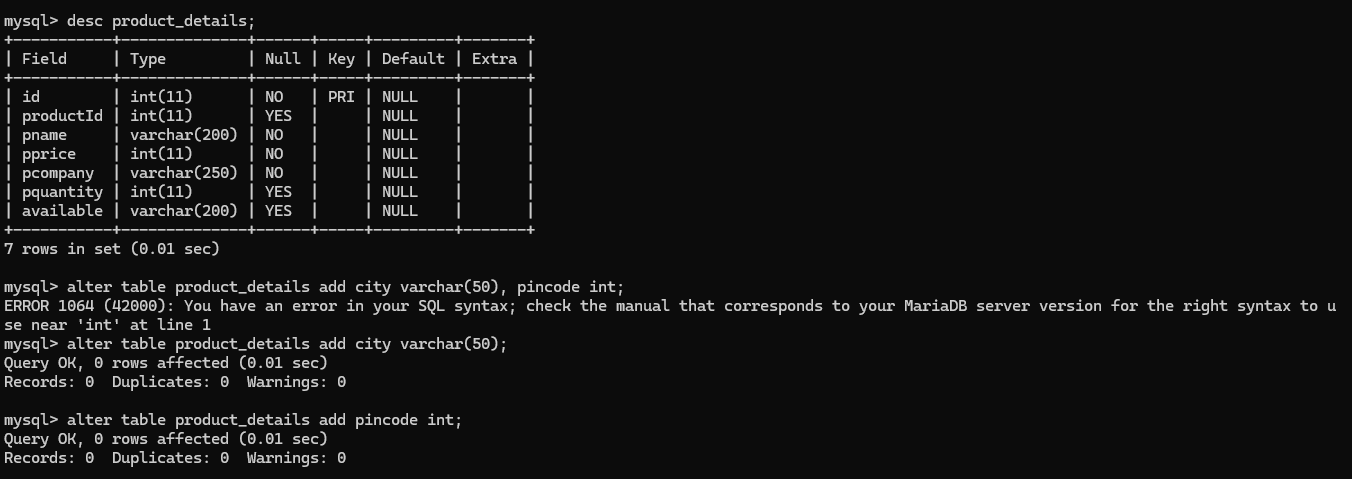 mysql> desc product_details;
+-----------+--------------+------+-----+---------+-------+
| Field     | Type         | Null | Key | Default | Extra |
+-----------+--------------+------+-----+---------+-------+
| id        | int(11)      | NO   | PRI | NULL    |       |
| productId | int(11)      | YES  |     | NULL    |       |
| pname     | varchar(200) | NO   |     | NULL    |       |
| pprice    | int(11)      | NO   |     | NULL    |       |
| pcompany  | varchar(250) | NO   |     | NULL    |       |
| pquantity | int(11)      | YES  |     | NULL    |       |
| available | varchar(200) | YES  |     | NULL    |       |
+-----------+--------------+------+-----+---------+-------+
7 rows in set (0.01 sec)

mysql> alter table product_details add city varchar(50), pincode int;
ERROR 1064 (42000): You have an error in your SQL syntax; check the manual that corresponds to your MariaDB server version for the right syntax to u
se near 'int' at line 1
mysql> alter table product_details add city varchar(50);
Query OK, 0 rows affected (0.01 sec)
Records: 0  Duplicates: 0  Warnings: 0

mysql> alter table product_details add pincode int;
Query OK, 0 rows affected (0.01 sec)
Records: 0  Duplicates: 0  Warnings: 0